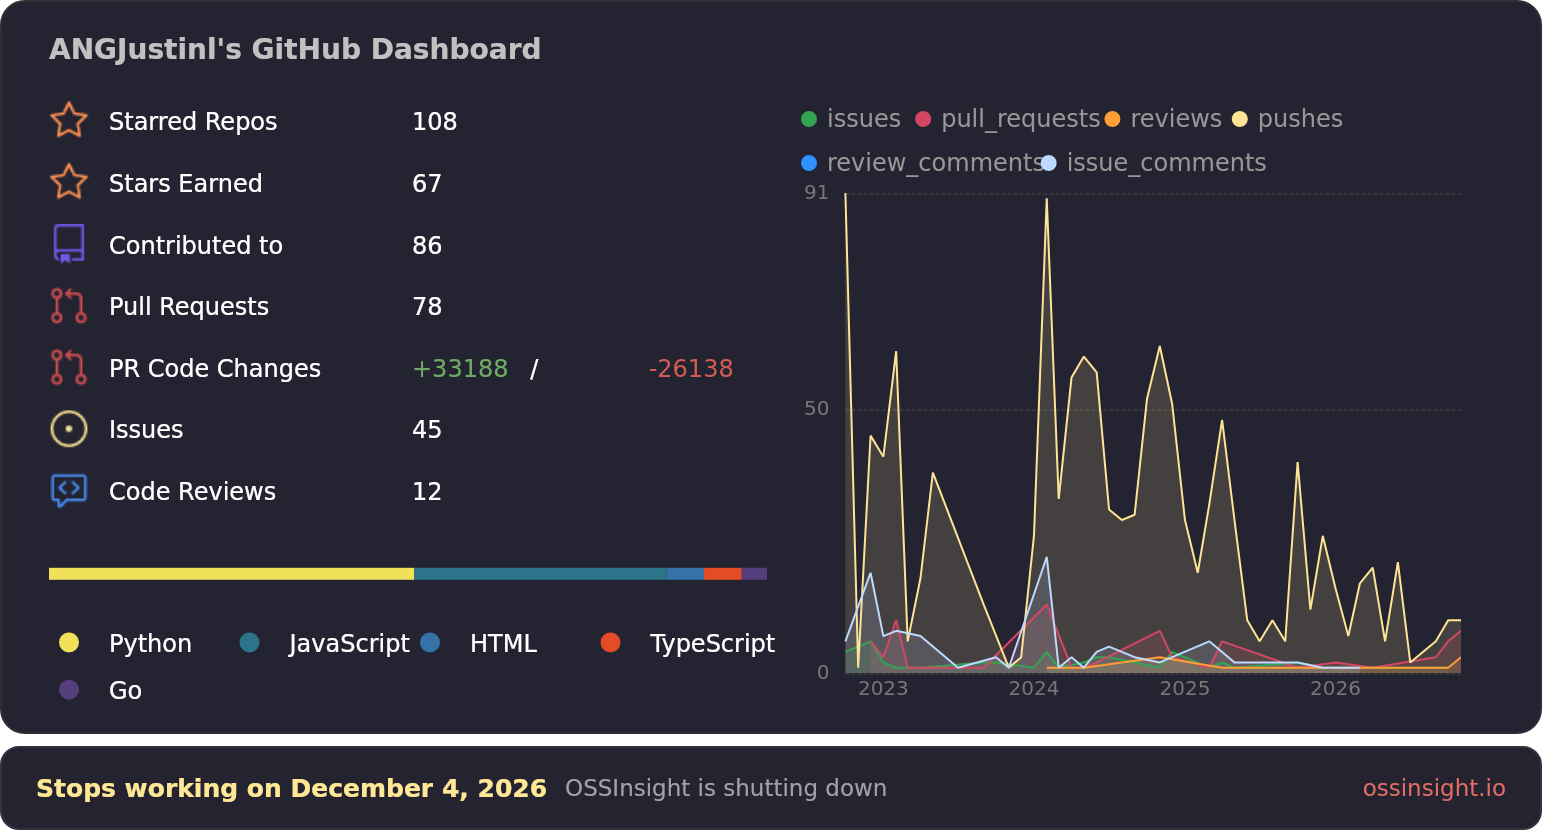 ANGJustinl's GitHub Dashboard
Starred Repos 108
Stars Earned 67
Contributed to 86
Pull Requests 78
PR Code Changes +33188 / -26138
Issues 45
Code Reviews 12
Python JavaScript HTML TypeScript
Go
issues pull_requests reviews pushes
review_comments issue_comments
91
50
0
2023 2024 2025 2026
Stops working on December 4, 2026 OSSInsight is shutting down ossinsight.io